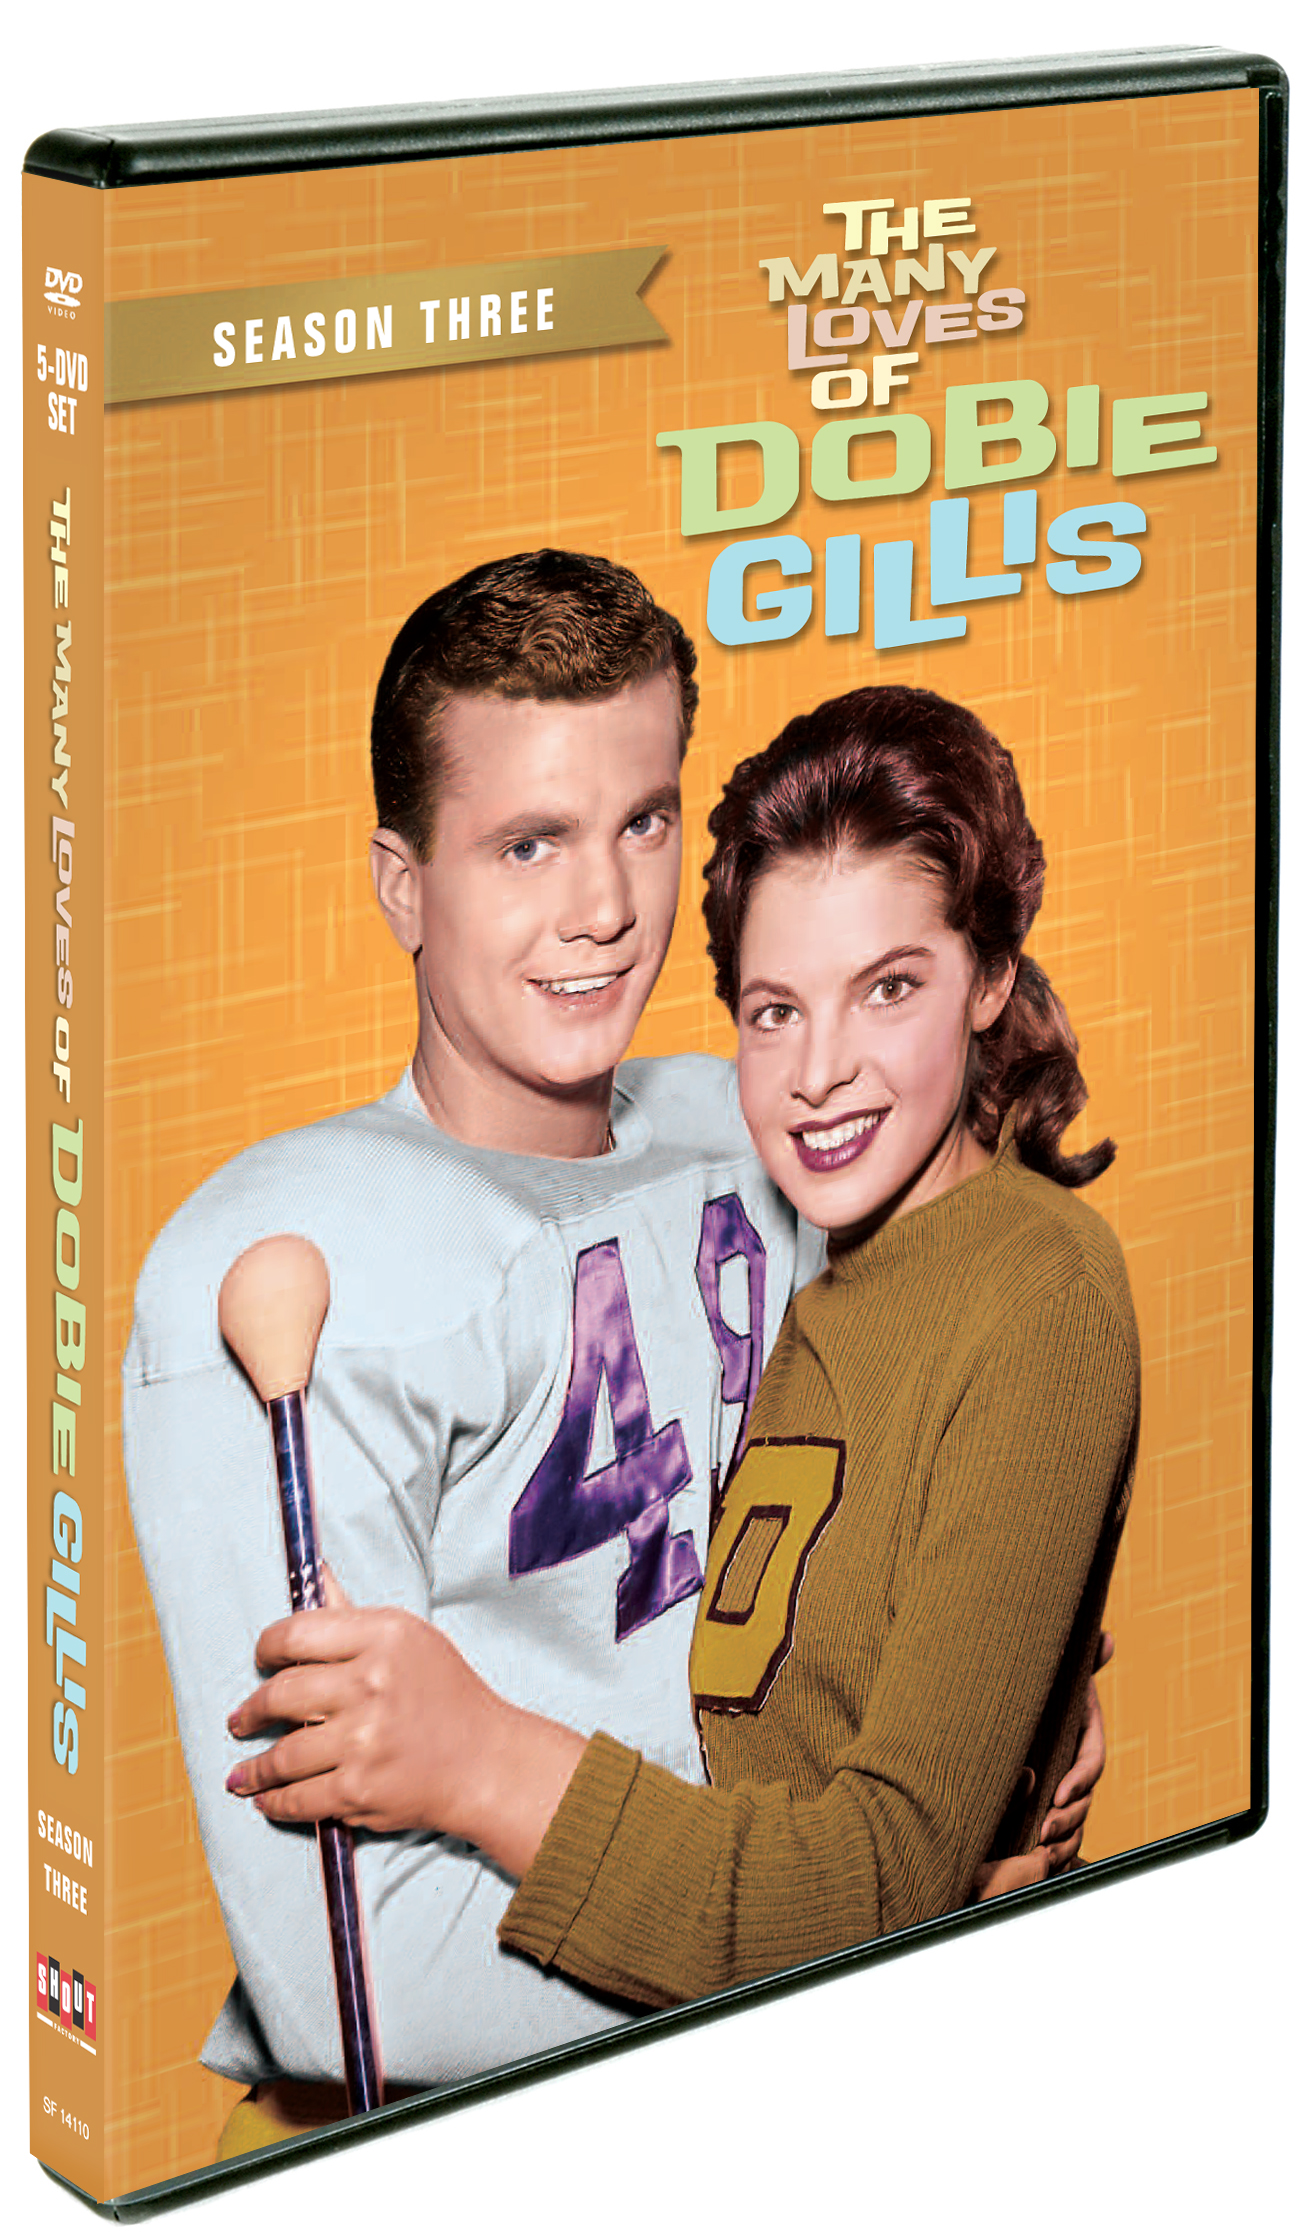 SEASON THREE
THE
MANY
LOVES
OF
DOBIE
GILLIS
48
DVD
VIDEO
5-DVD
SET
THE MANY LOVES OF DOBIE GILLIS
SEASON
THREE
SHOUT
FACTORY
SF 14110